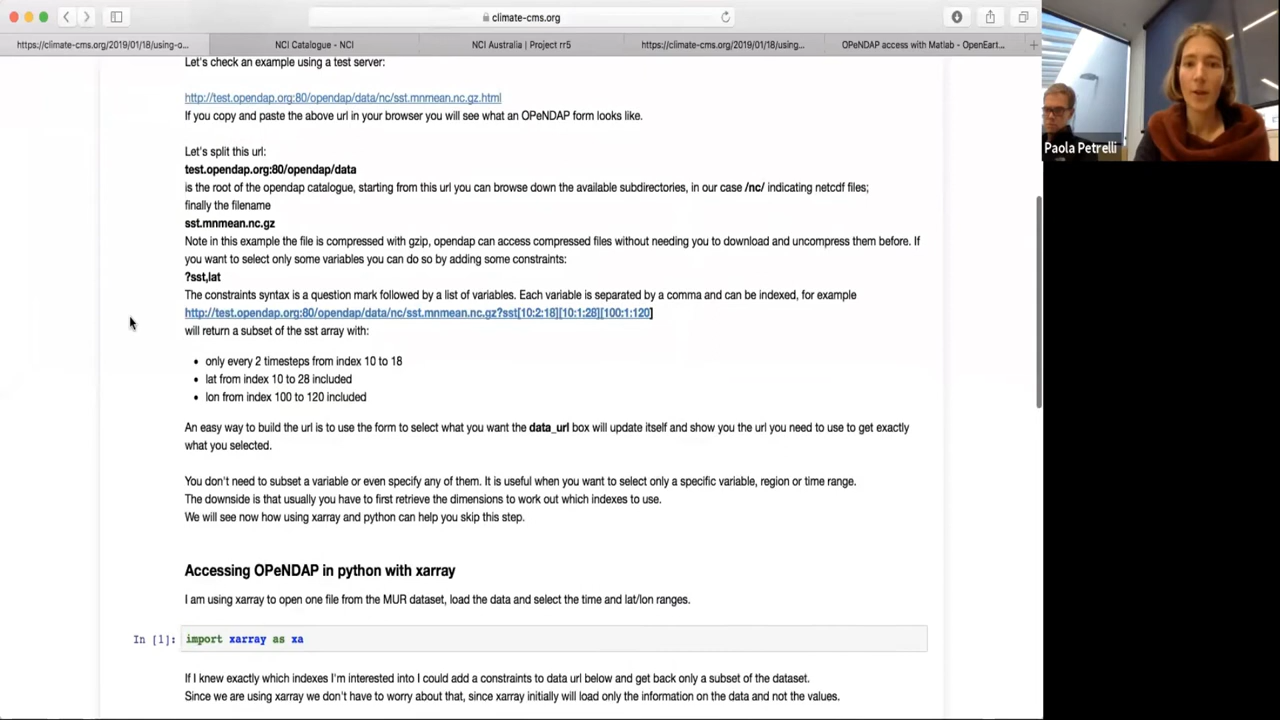 climate-cms.org
https://climate-cms.org/2019/01/18/using-o...
NCI Catalogue - NCI
NCI Australia | Project rr5
https://climate-cms.org/2019/01/18/using...
OPeNDAP access with Matlab - OpenEart...
Let's check an example using a test server:
http://test.opendap.org:80/opendap/data/nc/sst.mnmean.nc.gz.html
If you copy and paste the above url in your browser you will see what an OPeNDAP form looks like.
Let's split this url:
test.opendap.org:80/opendap/data
is the root of the opendap catalogue, starting from this url you can browse down the available subdirectories, in our case /nc/ indicating netcdf files;
finally the filename
sst.mnmean.nc.gz
Note in this example the file is compressed with gzip, opendap can access compressed files without needing you to download and uncompress them before. If
you want to select only some variables you can do so by adding some constraints:
?sst,lat
The constraints syntax is a question mark followed by a list of variables. Each variable is separated by a comma and can be indexed, for example
http://test.opendap.org:80/opendap/data/nc/sst.mnmean.nc.gz?sst[10:2:18][10:1:28][100:1:120]
will return a subset of the sst array with:
• only every 2 timesteps from index 10 to 18
• lat from index 10 to 28 included
• lon from index 100 to 120 included
An easy way to build the url is to use the form to select what you want the data_url box will update itself and show you the url you need to use to get exactly
what you selected.
You don't need to subset a variable or even specify any of them. It is useful when you want to select only a specific variable, region or time range.
The downside is that usually you have to first retrieve the dimensions to work out which indexes to use.
We will see now how using xarray and python can help you skip this step.
Accessing OPeNDAP in python with xarray
I am using xarray to open one file from the MUR dataset, load the data and select the time and lat/lon ranges.
In [1]: import xarray as xa
If I knew exactly which indexes I'm interested into I could add a constraints to data url below and get back only a subset of the dataset.
Since we are using xarray we don't have to worry about that, since xarray initially will load only the information on the data and not the values.
Paola Petrelli